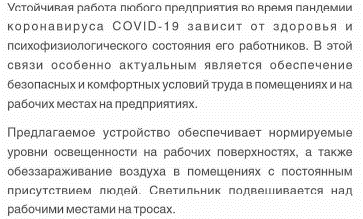 Устойчивая работа любого предприятия во время пандемии
коронавируса COVID-19 зависит от здоровья и
психофизиологического состояния его работников. В этой
связи особенно актуальным является обеспечение
безопасных и комфортных условий труда в помещениях и на
рабочих местах на предприятиях.
Предлагаемое устройство обеспечивает нормируемые
уровни освещенности на рабочих поверхностях, а также
обеззараживание воздуха в помещениях с постоянным
присутствием людей. Светильник подвешивается над
рабочими местами на тросах.